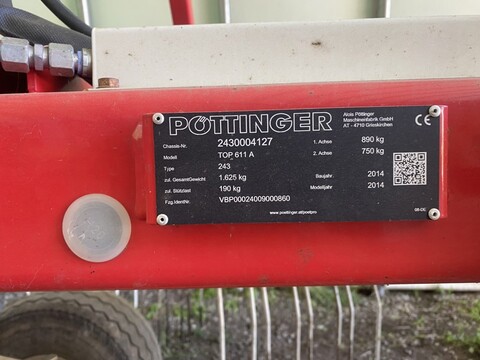 PÖTTINGER
Alois Pöttinger
Maschinenfabrik GmbH
AT - 4710 Grieskirchen
CE
Chassis-Nr. 2430004127 1. Achse 890 kg
Modell TOP 611 A 2. Achse 750 kg
Type 243
zul. GesamtGewicht 1.625 kg Baujahr 2014
zul. Stützlast 190 kg Modelljahr 2014
Fzg.IdentNr. VBP00024009000860
www.poettinger.at/poetpro